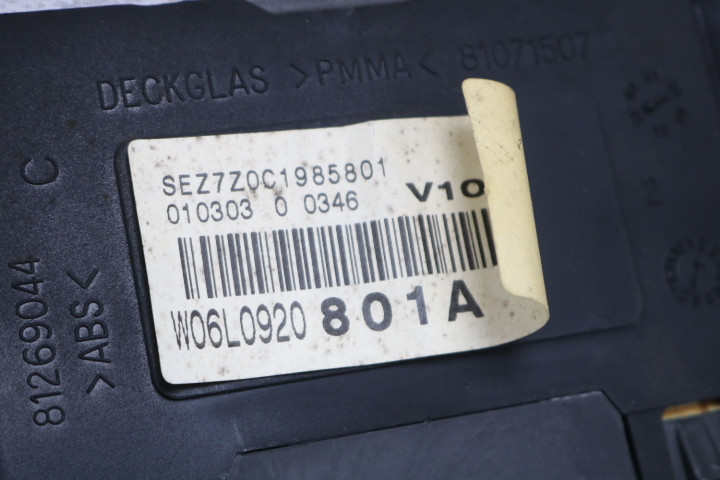 DECKGLAS >PMMA< 81071507
SEZ7Z0C1985801
010303 0 0346 V10
W06L0920 801A
C
81269044
>ABS<
2